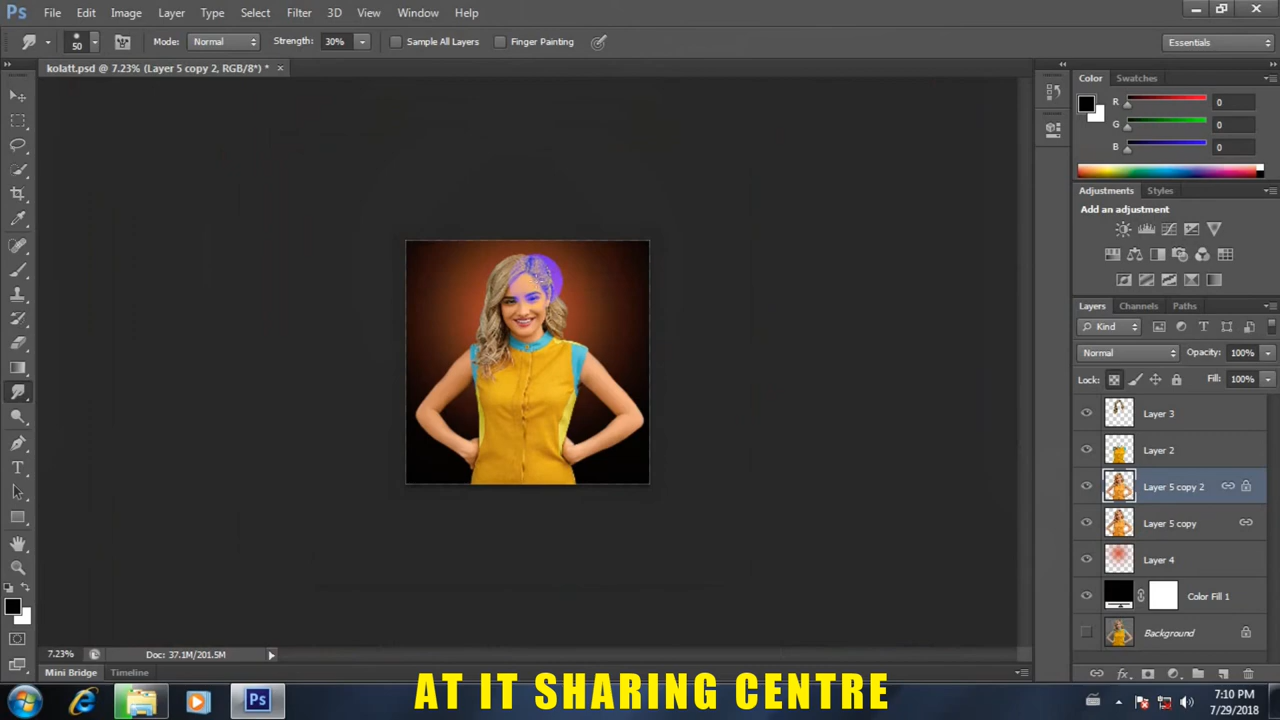 Ps File Edit Image Layer Type Select Filter 3D View Window Help
50 Mode: Normal Strength: 30% Sample All Layers Finger Painting Essentials
kolatt.psd @ 7.23% (Layer 5 copy 2, RGB/8*) * ×
Color Swatches
R 0
G 0
B 0
Adjustments Styles
Add an adjustment
Layers Channels Paths
Kind
Normal Opacity: 100%
Lock: Fill: 100%
Layer 3
Layer 2
Layer 5 copy 2
Layer 5 copy
Layer 4
Color Fill 1
Background
7.23% Doc: 37.1M/201.5M
Mini Bridge Timeline
Ps
AT IT SHARING CENTRE
7:10 PM
7/29/2018